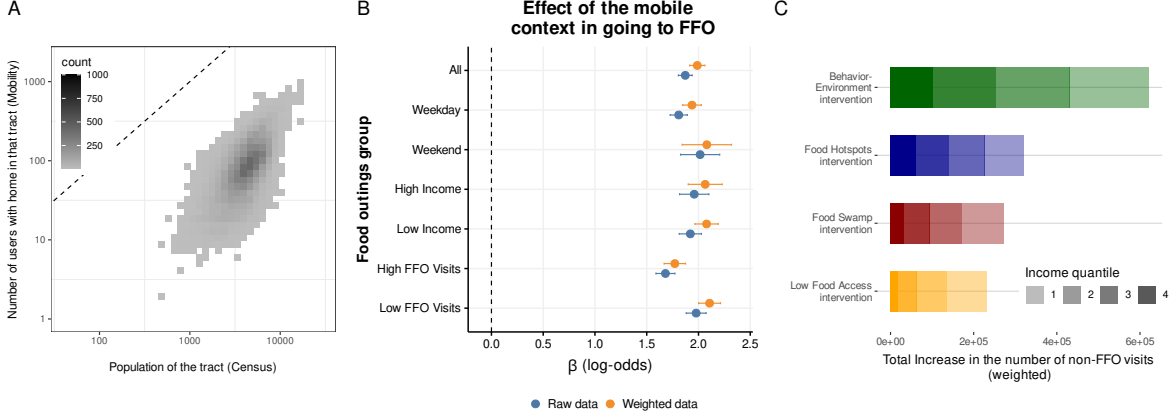 A
Number of users with home in that tract (Mobility)
count
1000
750
500
250
1000
100
10
1
100
1000
10000
Population of the tract (Census)
B
Effect of the mobile
context in going to FFO
Food outings group
All
Weekday
Weekend
High Income
Low Income
High FFO Visits
Low FFO Visits
0.0
0.5
1.0
1.5
2.0
2.5
β (log-odds)
Raw data
Weighted data
C
Behavior-
Environment
intervention
Food Hotspots
intervention
Food Swamp
intervention
Low Food Access
intervention
Income quantile
1
2
3
4
0e+00
2e+05
4e+05
6e+05
Total Increase in the number of non-FFO visits
(weighted)